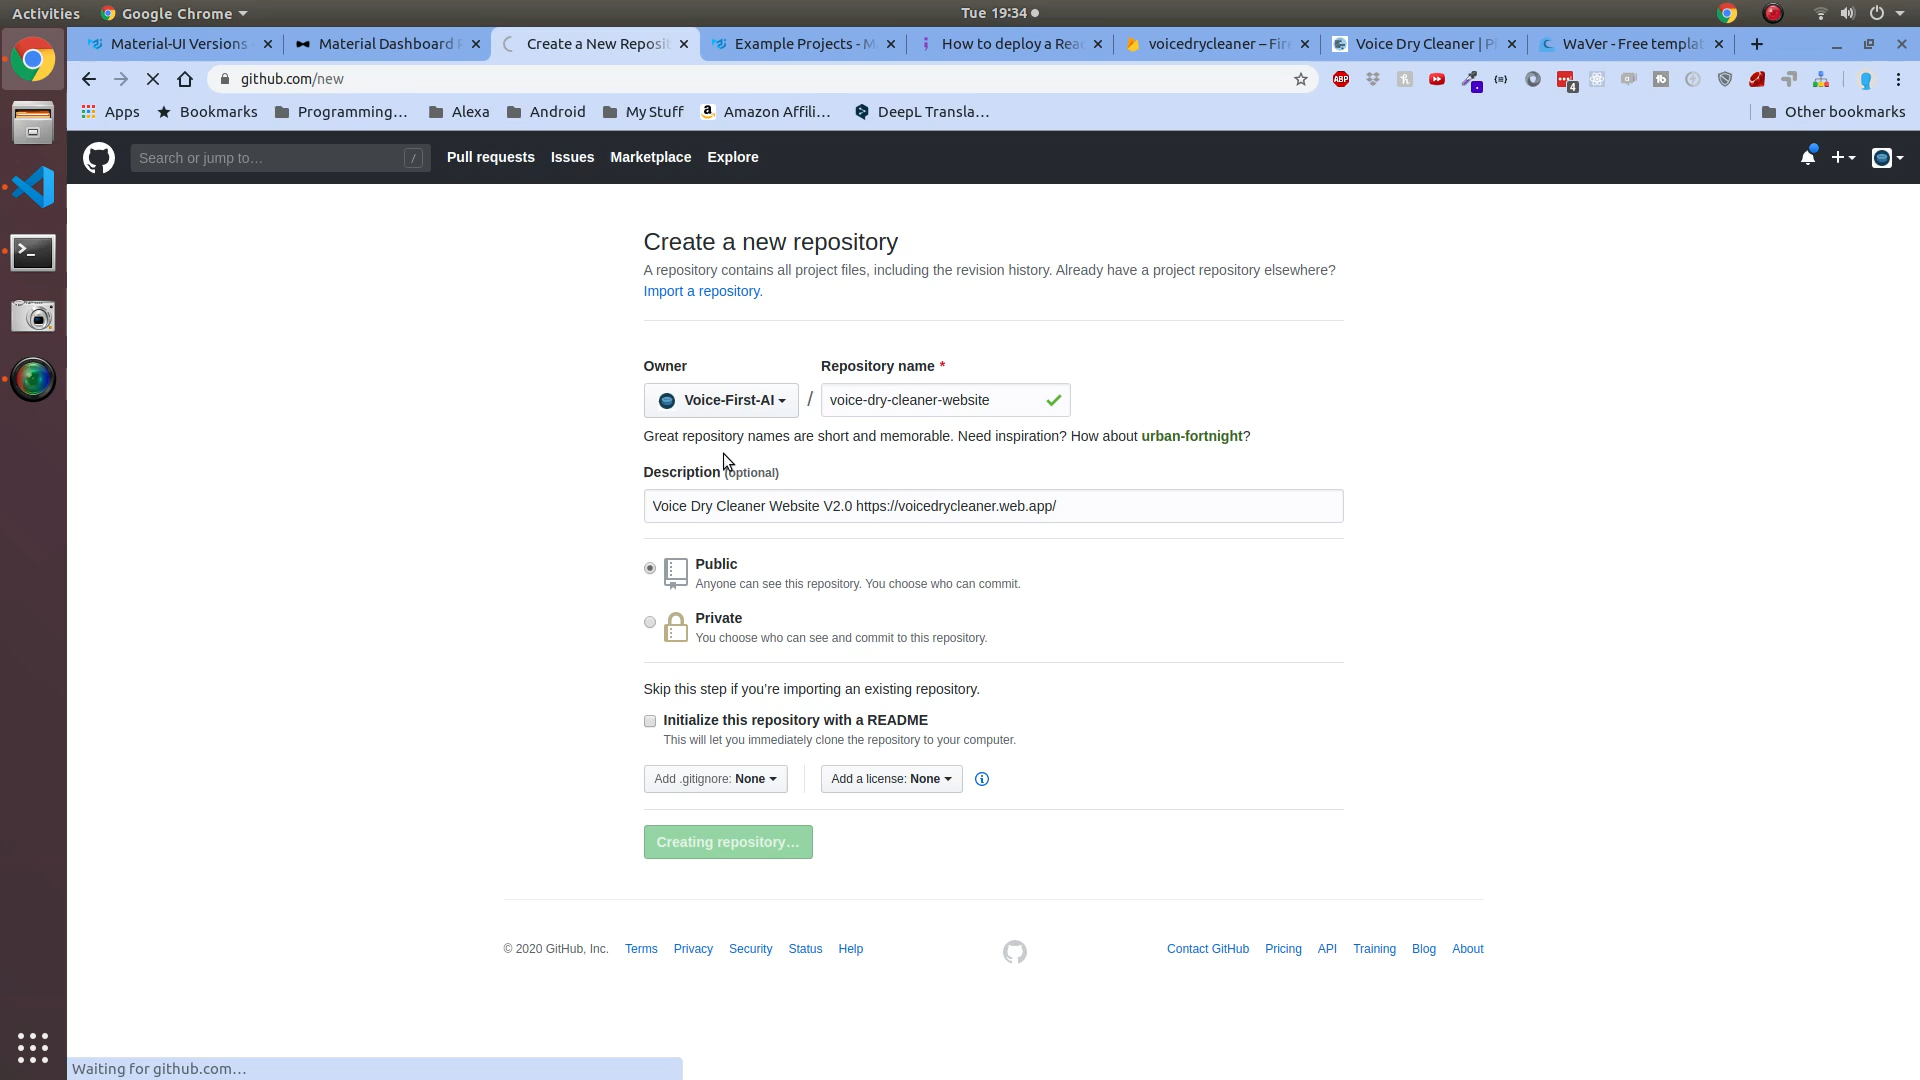 Activities
Google Chrome
Tue 19:34
Material-UI Versions
Material Dashboard
Create a New Reposit
Example Projects - M
How to deploy a Reac
voicedrycleaner – Fire
Voice Dry Cleaner | P
WaVer - Free templat
github.com/new
ABP
4
Apps
Bookmarks
Programming…
Alexa
Android
My Stuff
Amazon Affili…
DeepL Transla…
Other bookmarks
Search or jump to…
/
Pull requests
Issues
Marketplace
Explore
Create a new repository
A repository contains all project files, including the revision history. Already have a project repository elsewhere?
Import a repository.
Owner
Repository name *
Voice-First-AI
/
voice-dry-cleaner-website
Great repository names are short and memorable. Need inspiration? How about urban-fortnight?
Description (optional)
Voice Dry Cleaner Website V2.0 https://voicedrycleaner.web.app/
Public
Anyone can see this repository. You choose who can commit.
Private
You choose who can see and commit to this repository.
Skip this step if you’re importing an existing repository.
Initialize this repository with a README
This will let you immediately clone the repository to your computer.
Add .gitignore: None
Add a license: None
Creating repository…
© 2020 GitHub, Inc.
Terms
Privacy
Security
Status
Help
Contact GitHub
Pricing
API
Training
Blog
About
Waiting for github.com…